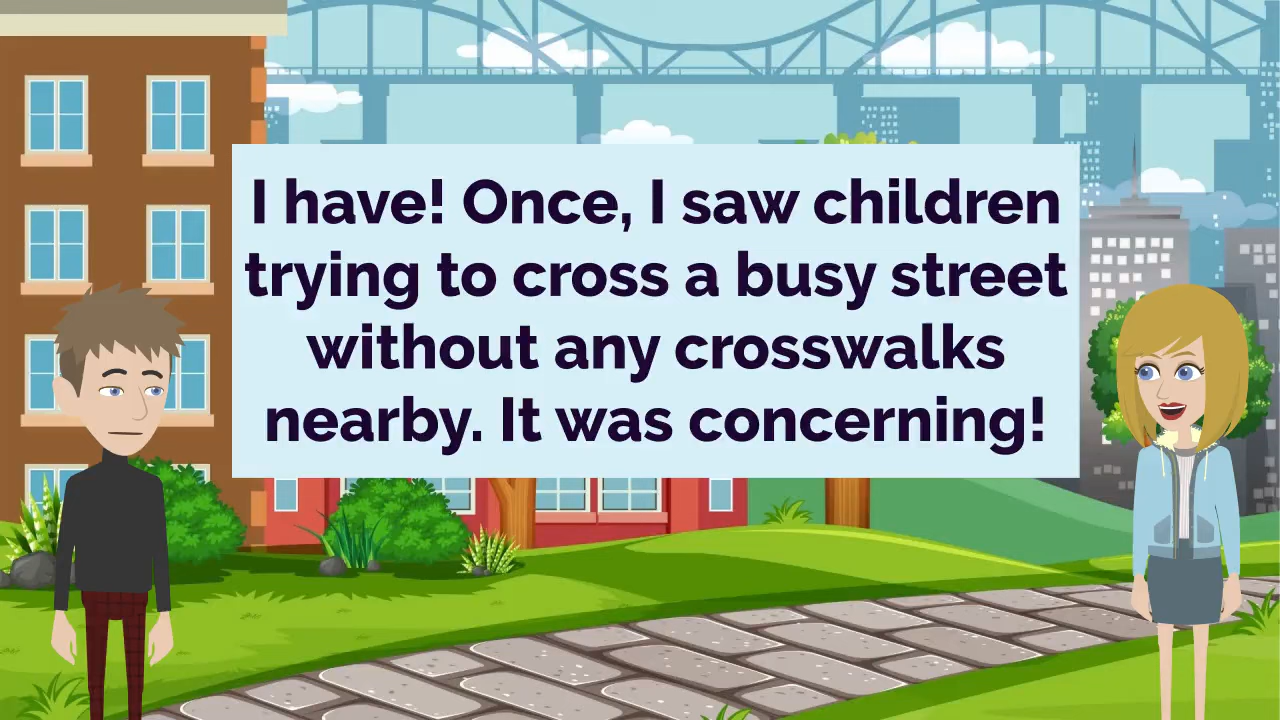 I have! Once, I saw children
trying to cross a busy street
without any crosswalks
nearby. It was concerning!